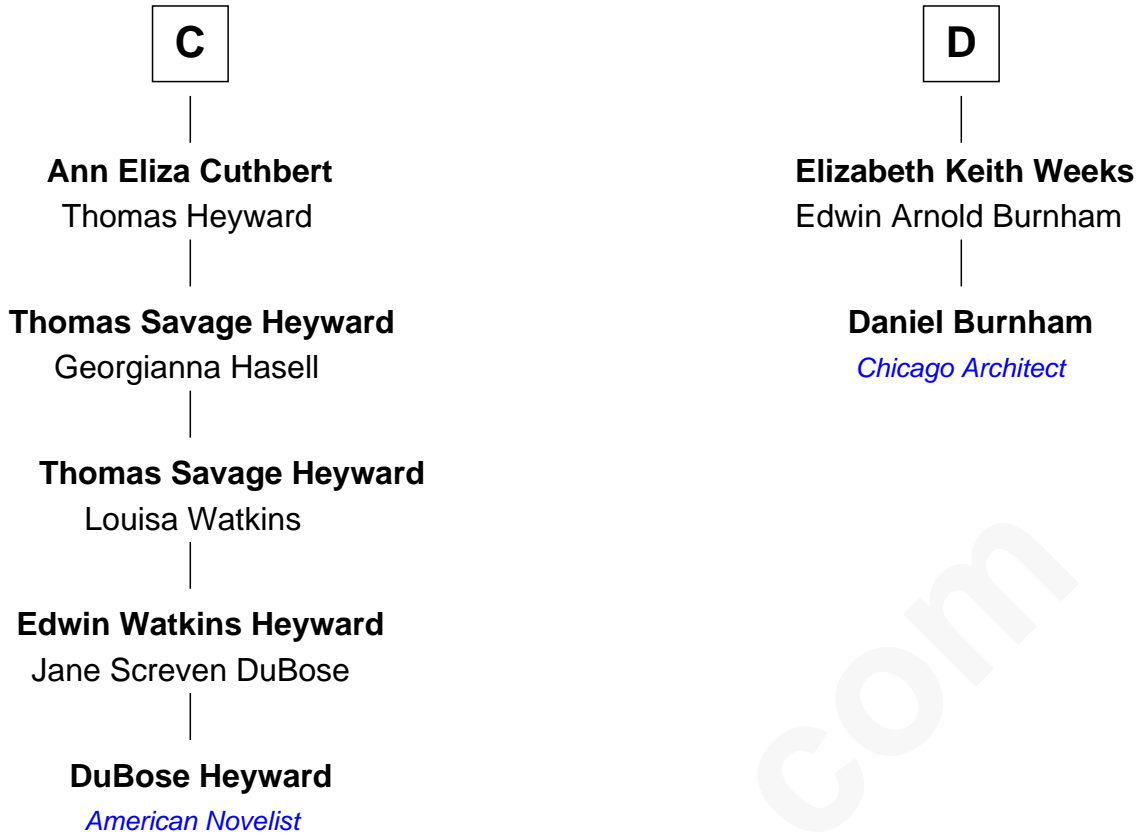 C
Ann Eliza Cuthbert
Thomas Heyward
Thomas Savage Heyward
Georgianna Hasell
Thomas Savage Heyward
Louisa Watkins
Edwin Watkins Heyward
Jane Screven DuBose
DuBose Heyward
American Novelist
D
Elizabeth Keith Weeks
Edwin Arnold Burnham
Daniel Burnham
Chicago Architect
com